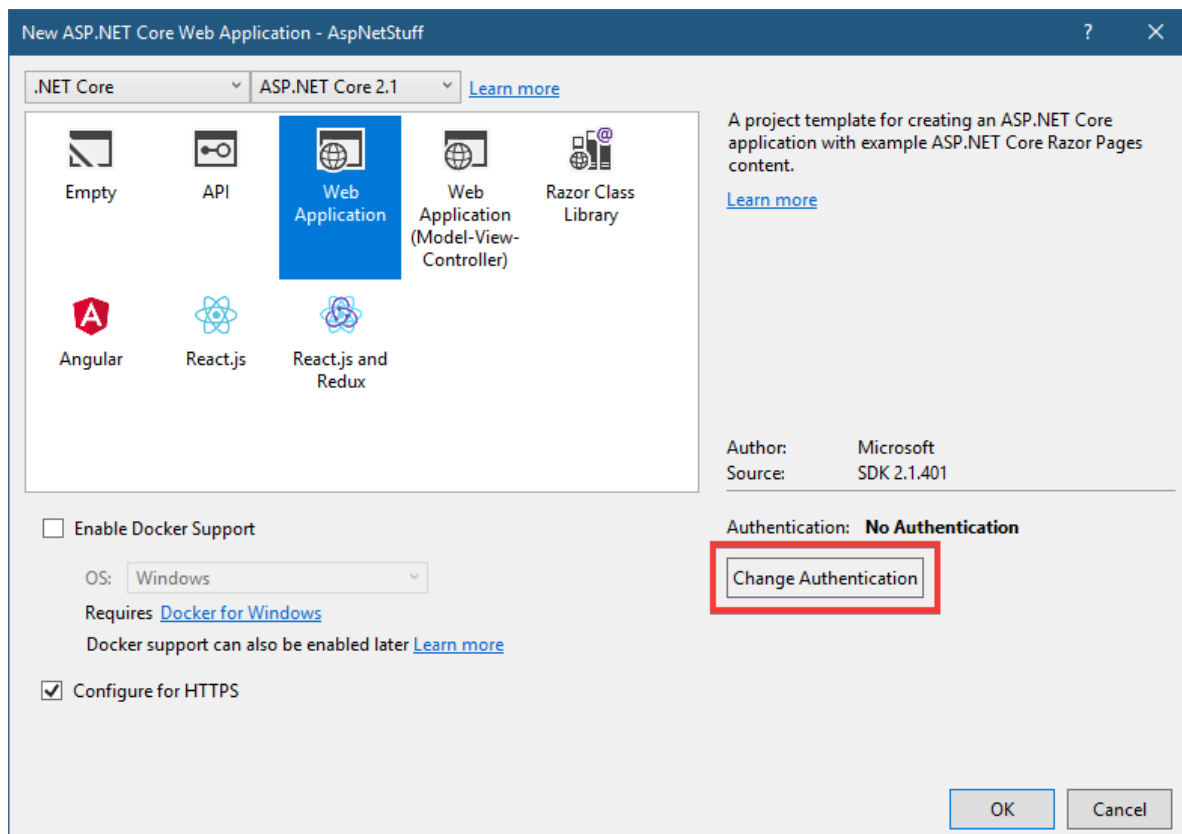 New ASP.NET Core Web Application - AspNetStuff
.NET Core
ASP.NET Core 2.1
Learn more
Empty
API
Web
Application
Web
Application
(Model-View-
Controller)
Razor Class
Library
Angular
React.js
React.js and
Redux
A project template for creating an ASP.NET Core
application with example ASP.NET Core Razor Pages
content.
Learn more
Author: Microsoft
Source: SDK 2.1.401
Authentication: No Authentication
Change Authentication
Enable Docker Support
OS: Windows
Requires Docker for Windows
Docker support can also be enabled later Learn more
Configure for HTTPS
OK
Cancel